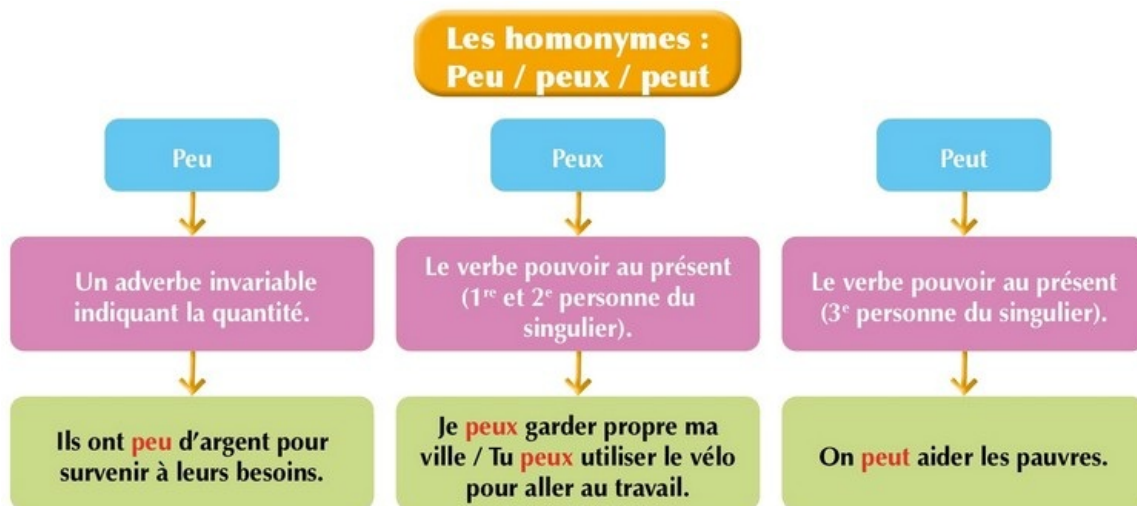 Les homonymes :
Peu / peux / peut
Peu
Peux
Peut
Un adverbe invariable
indiquant la quantité.
Le verbe pouvoir au présent
(1re et 2e personne du
singulier).
Le verbe pouvoir au présent
(3e personne du singulier).
Ils ont peu d'argent pour
survenir à leurs besoins.
Je peux garder propre ma
ville / Tu peux utiliser le vélo
pour aller au travail.
On peut aider les pauvres.